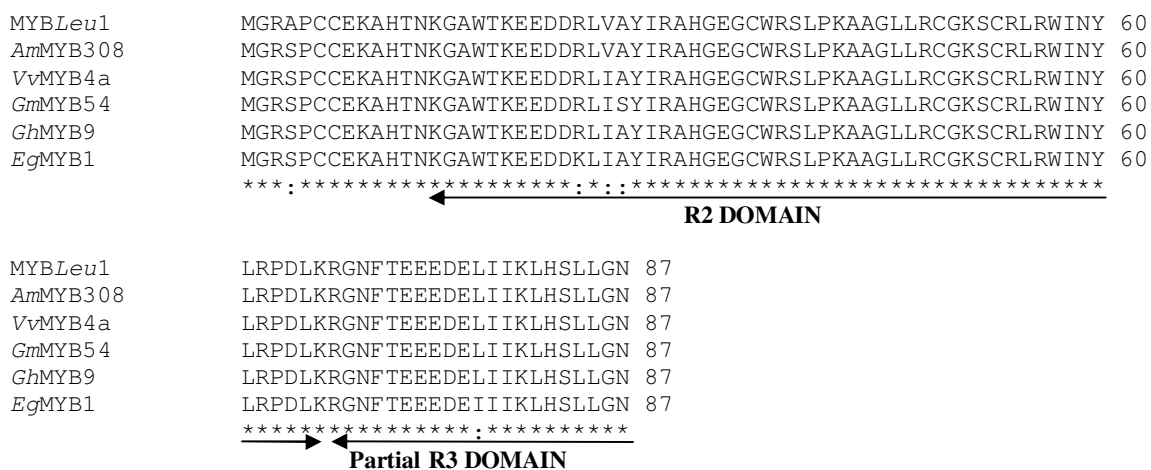 MYBLeu1 MGRAPCCEKAHTNKGAWTKEEDDRLVAYIRAHGEGCWRSLPKAAGLLRCGKSCRLRWINY 60
AmMYB308 MGRSPCCEKAHTNKGAWTKEEDDRLVAYIRAHGEGCWRSLPKAAGLLRCGKSCRLRWINY 60
VvMYB4a MGRSPCCEKAHTNKGAWTKEEDDRLIAYIRAHGEGCWRSLPKAAGLLRCGKSCRLRWINY 60
GmMYB54 MGRSPCCEKAHTNKGAWTKEEDDRLISYIRAHGEGCWRSLPKAAGLLRCGKSCRLRWINY 60
GhMYB9 MGRSPCCEKAHTNKGAWTKEEDDRLIAYIRAHGEGCWRSLPKAAGLLRCGKSCRLRWINY 60
EgMYB1 MGRSPCCEKAHTNKGAWTKEEDDKLIAYIRAHGEGCWRSLPKAAGLLRCGKSCRLRWINY 60
***:*******************:*::*********************************
R2 DOMAIN
MYBLeu1 LRPDLKRGNFTEEEDELIIKLHSLLGN 87
AmMYB308 LRPDLKRGNFTEEEDELIIKLHSLLGN 87
VvMYB4a LRPDLKRGNFTEEEDELIIKLHSLLGN 87
GmMYB54 LRPDLKRGNFTEEEDELIIKLHSLLGN 87
GhMYB9 LRPDLKRGNFTEEEDELIIKLHSLLGN 87
EgMYB1 LRPDLKRGNFTEEEDEIIIKLHSLLGN 87
****************:**********
Partial R3 DOMAIN